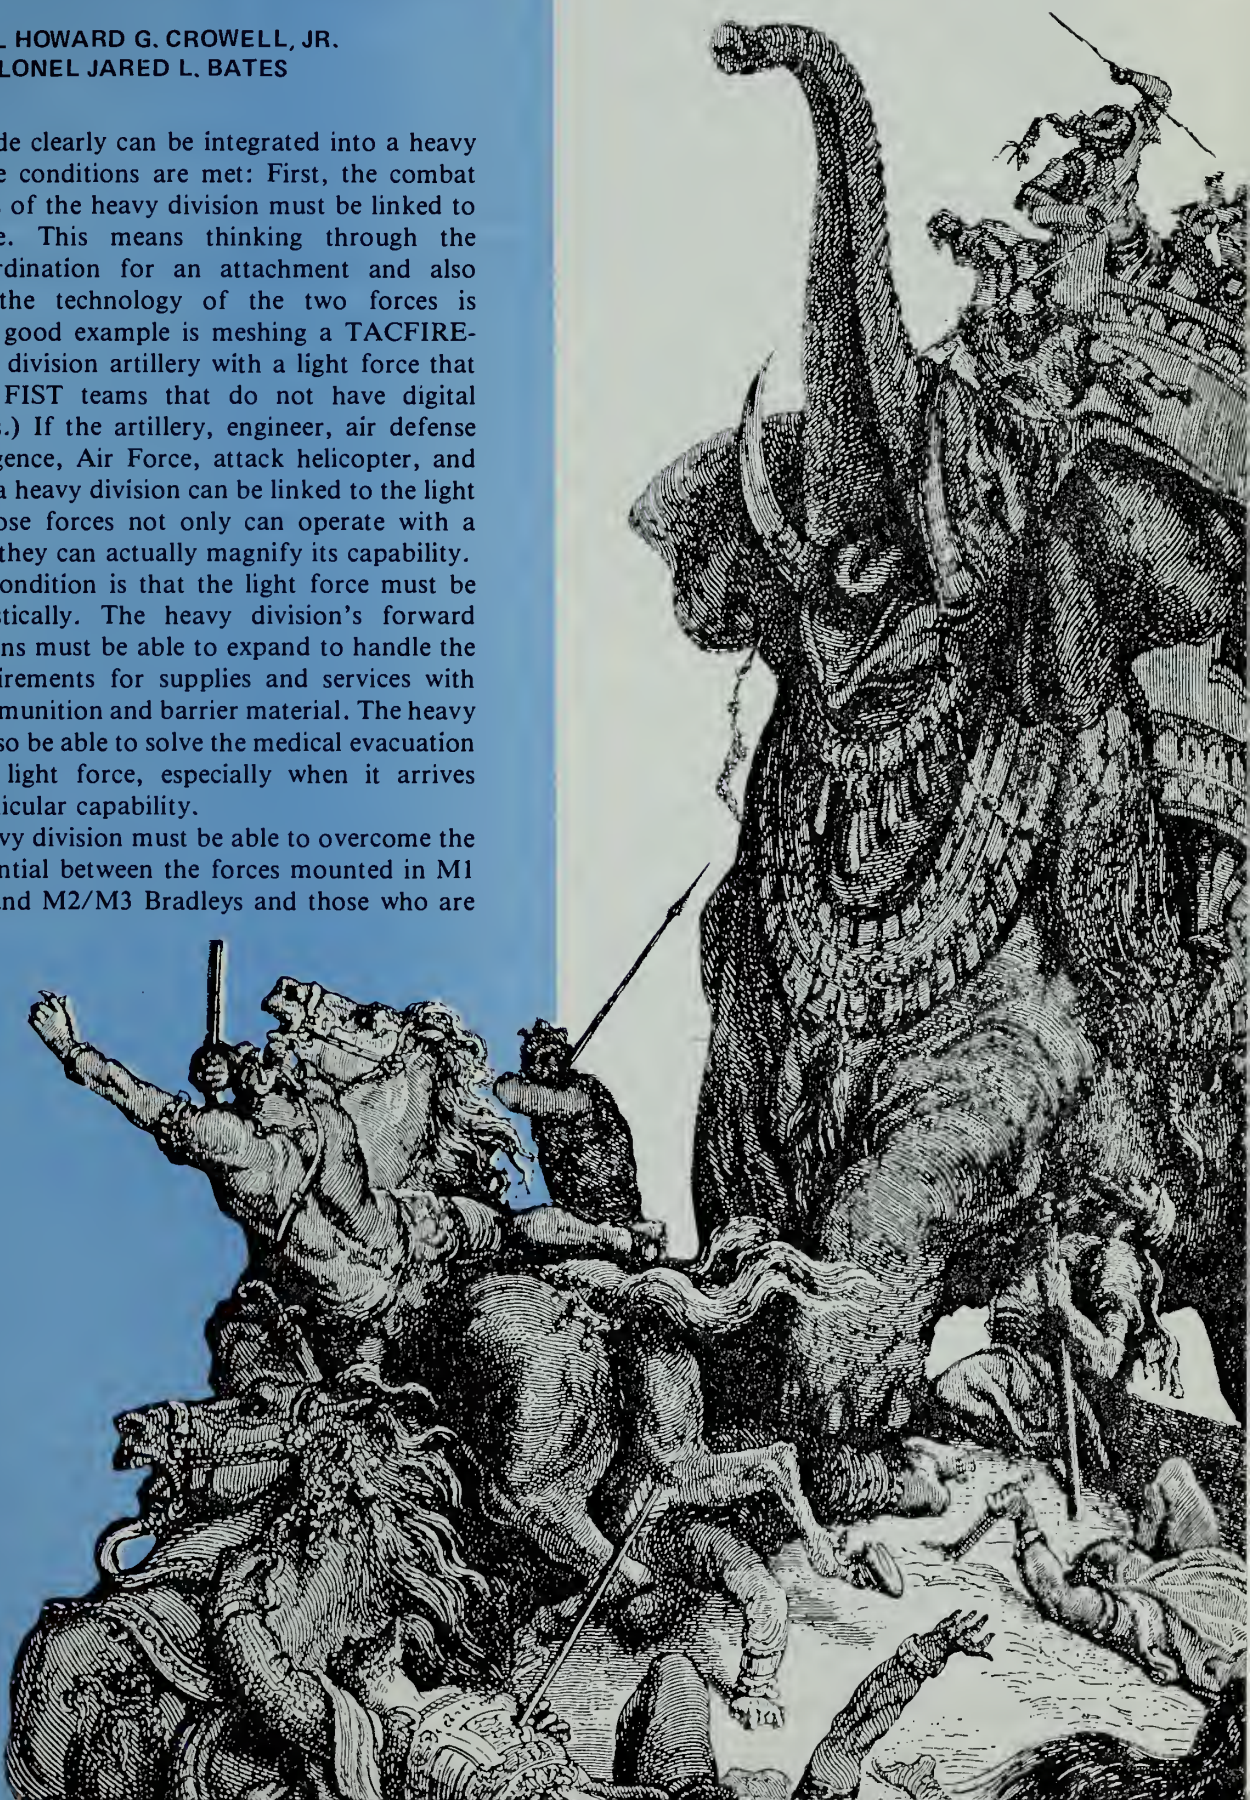 HOWARD G. CROWELL, JR.
LONEL JARED L. BATES
de clearly can be integrated into a heavy
e conditions are met: First, the combat
of the heavy division must be linked to
e. This means thinking through the
rdination for an attachment and also
the technology of the two forces is
good example is meshing a TACFIRE-
division artillery with a light force that
FIST teams that do not have digital
s.) If the artillery, engineer, air defense
gence, Air Force, attack helicopter, and
a heavy division can be linked to the light
ose forces not only can operate with a
they can actually magnify its capability.
ondition is that the light force must be
stically. The heavy division's forward
ns must be able to expand to handle the
irements for supplies and services with
munition and barrier material. The heavy
so be able to solve the medical evacuation
light force, especially when it arrives
icular capability.
vy division must be able to overcome the
ntial between the forces mounted in M1
and M2/M3 Bradleys and those who are